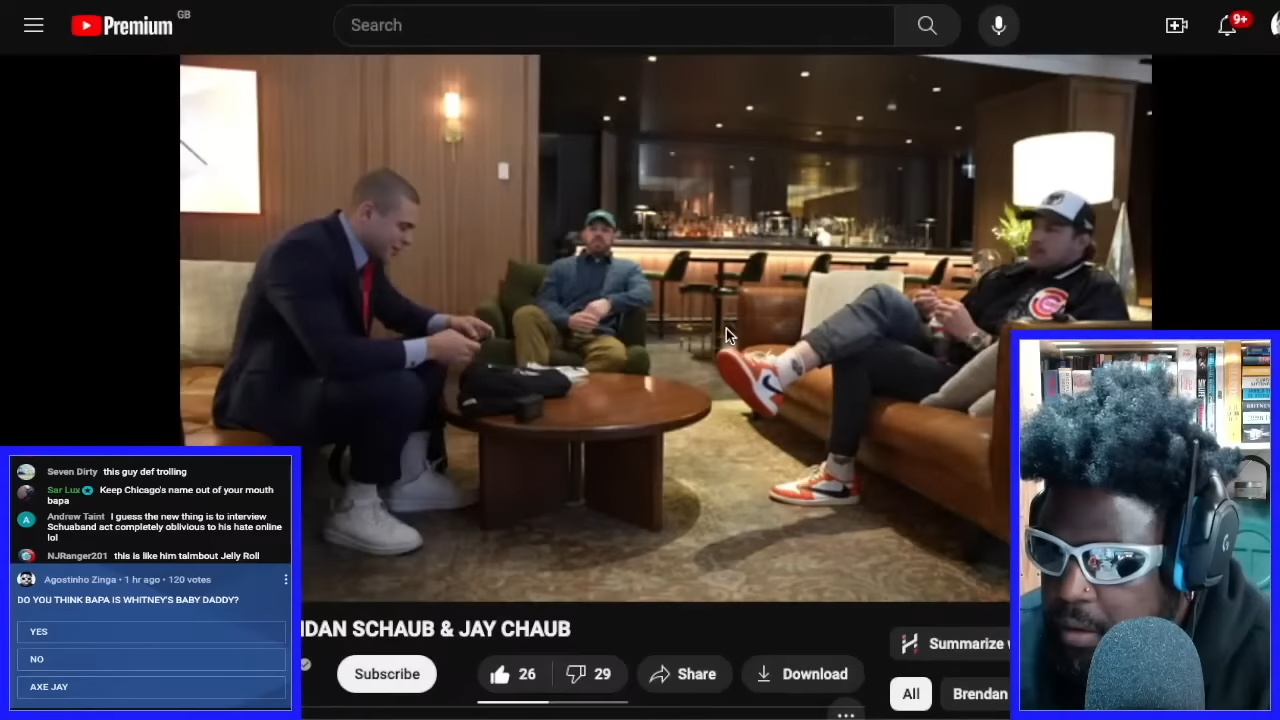 Premium GB
Search
9+
Seven Dirty this guy def trolling
Sar Lux Keep Chicago's name out of your mouth
bapa
Andrew Taint I guess the new thing is to interview
Schuaband act completely oblivious to his hate online
lol
NJRanger201 this is like him talmbout Jelly Roll
Agostinho Zinga • 1 hr ago • 120 votes
DO YOU THINK BAPA IS WHITNEY'S BABY DADDY?
YES
NO
AXE JAY
IDAN SCHAUB & JAY CHAUB
Subscribe
26
29
Share
Download
Summarize
All
Brendan